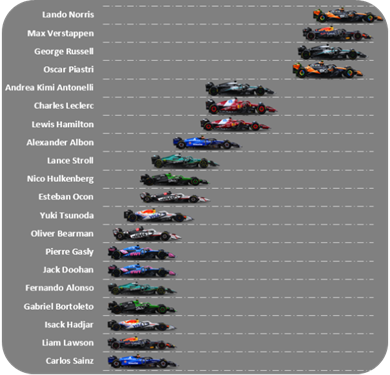 Lando Norris
Max Verstappen
George Russell
Oscar Piastri
Andrea Kimi Antonelli
Charles Leclerc
Lewis Hamilton
Alexander Albon
Lance Stroll
Nico Hulkenberg
Esteban Ocon
Yuki Tsunoda
Oliver Bearman
Pierre Gasly
Jack Doohan
Fernando Alonso
Gabriel Bortoleto
Isack Hadjar
Liam Lawson
Carlos Sainz